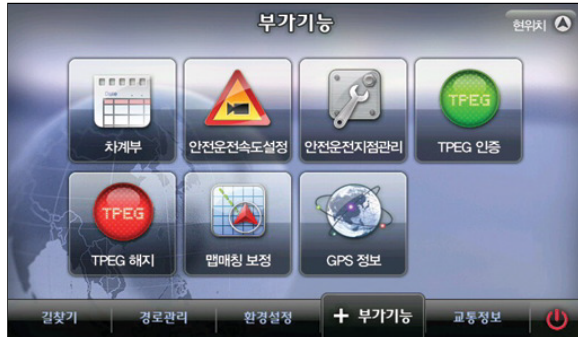 부가기능
현위치
차계부
안전운전속도설정
안전운전지점관리
TPEG
TPEG 인증
TPEG
TPEG 해지
맵매칭 보정
GPS 정보
길찾기
경로관리
환경설정
+ 부가기능
교통정보